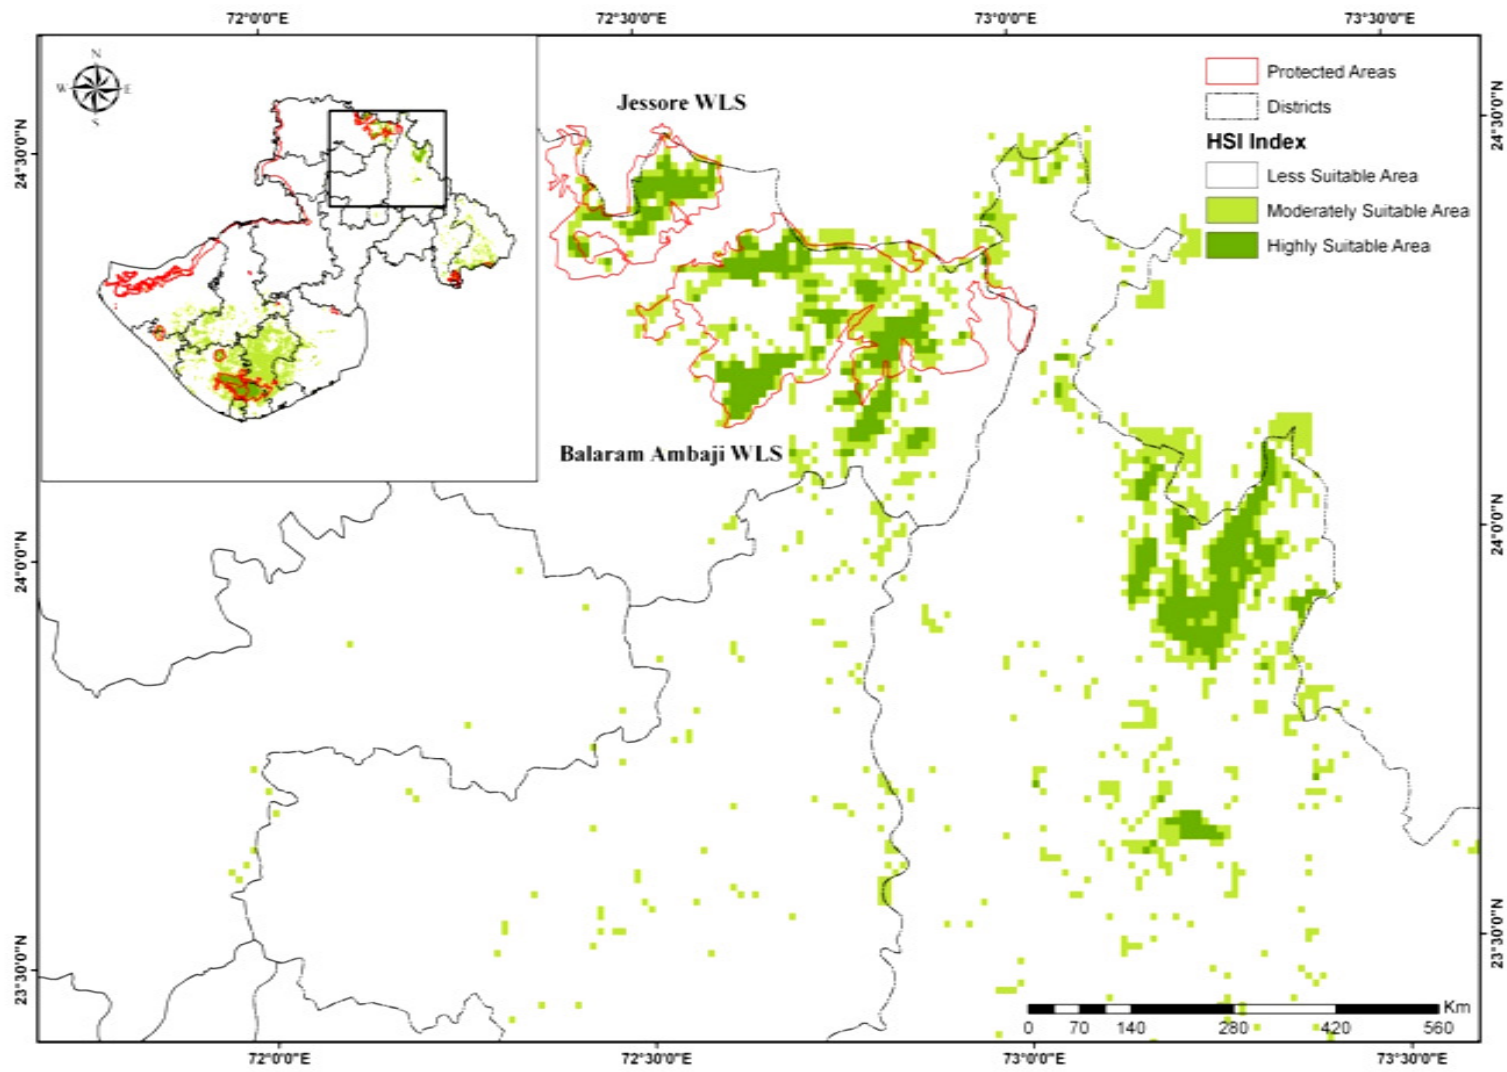 72°0'0"E
72°30'0"E
73°0'0"E
73°30'0"E
N
W E
S
24°30'0"N
24°30'0"N
Jessore WLS
Protected Areas
Districts
HSI Index
Less Suitable Area
Moderately Suitable Area
Highly Suitable Area
Balaram Ambaji WLS
24°0'0"N
24°0'0"N
23°30'0"N
23°30'0"N
Km
0 70 140 280 420 560
72°0'0"E
72°30'0"E
73°0'0"E
73°30'0"E